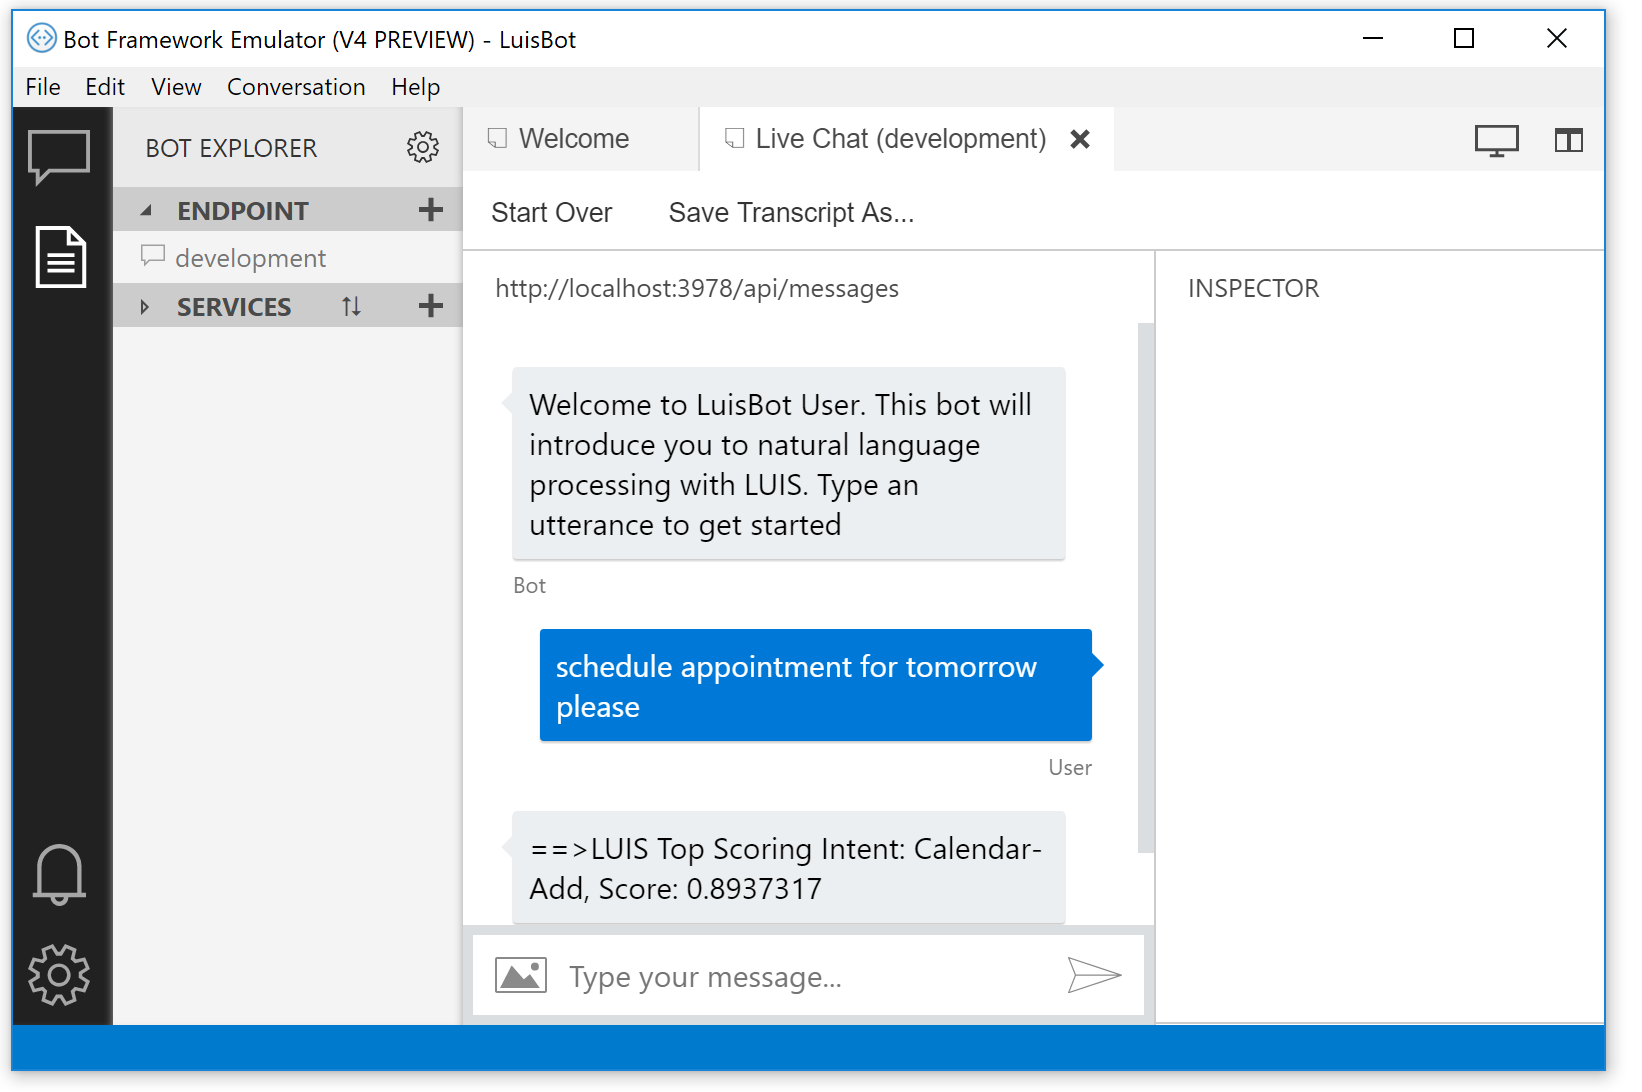 Bot Framework Emulator (V4 PREVIEW) - LuisBot
File Edit View Conversation Help
BOT EXPLORER
ENDPOINT
development
SERVICES
Welcome
Live Chat (development)
Start Over Save Transcript As...
http://localhost:3978/api/messages
Welcome to LuisBot User. This bot will
introduce you to natural language
processing with LUIS. Type an
utterance to get started
Bot
schedule appointment for tomorrow
please
User
==>LUIS Top Scoring Intent: Calendar-
Add, Score: 0.8937317
Type your message...
INSPECTOR